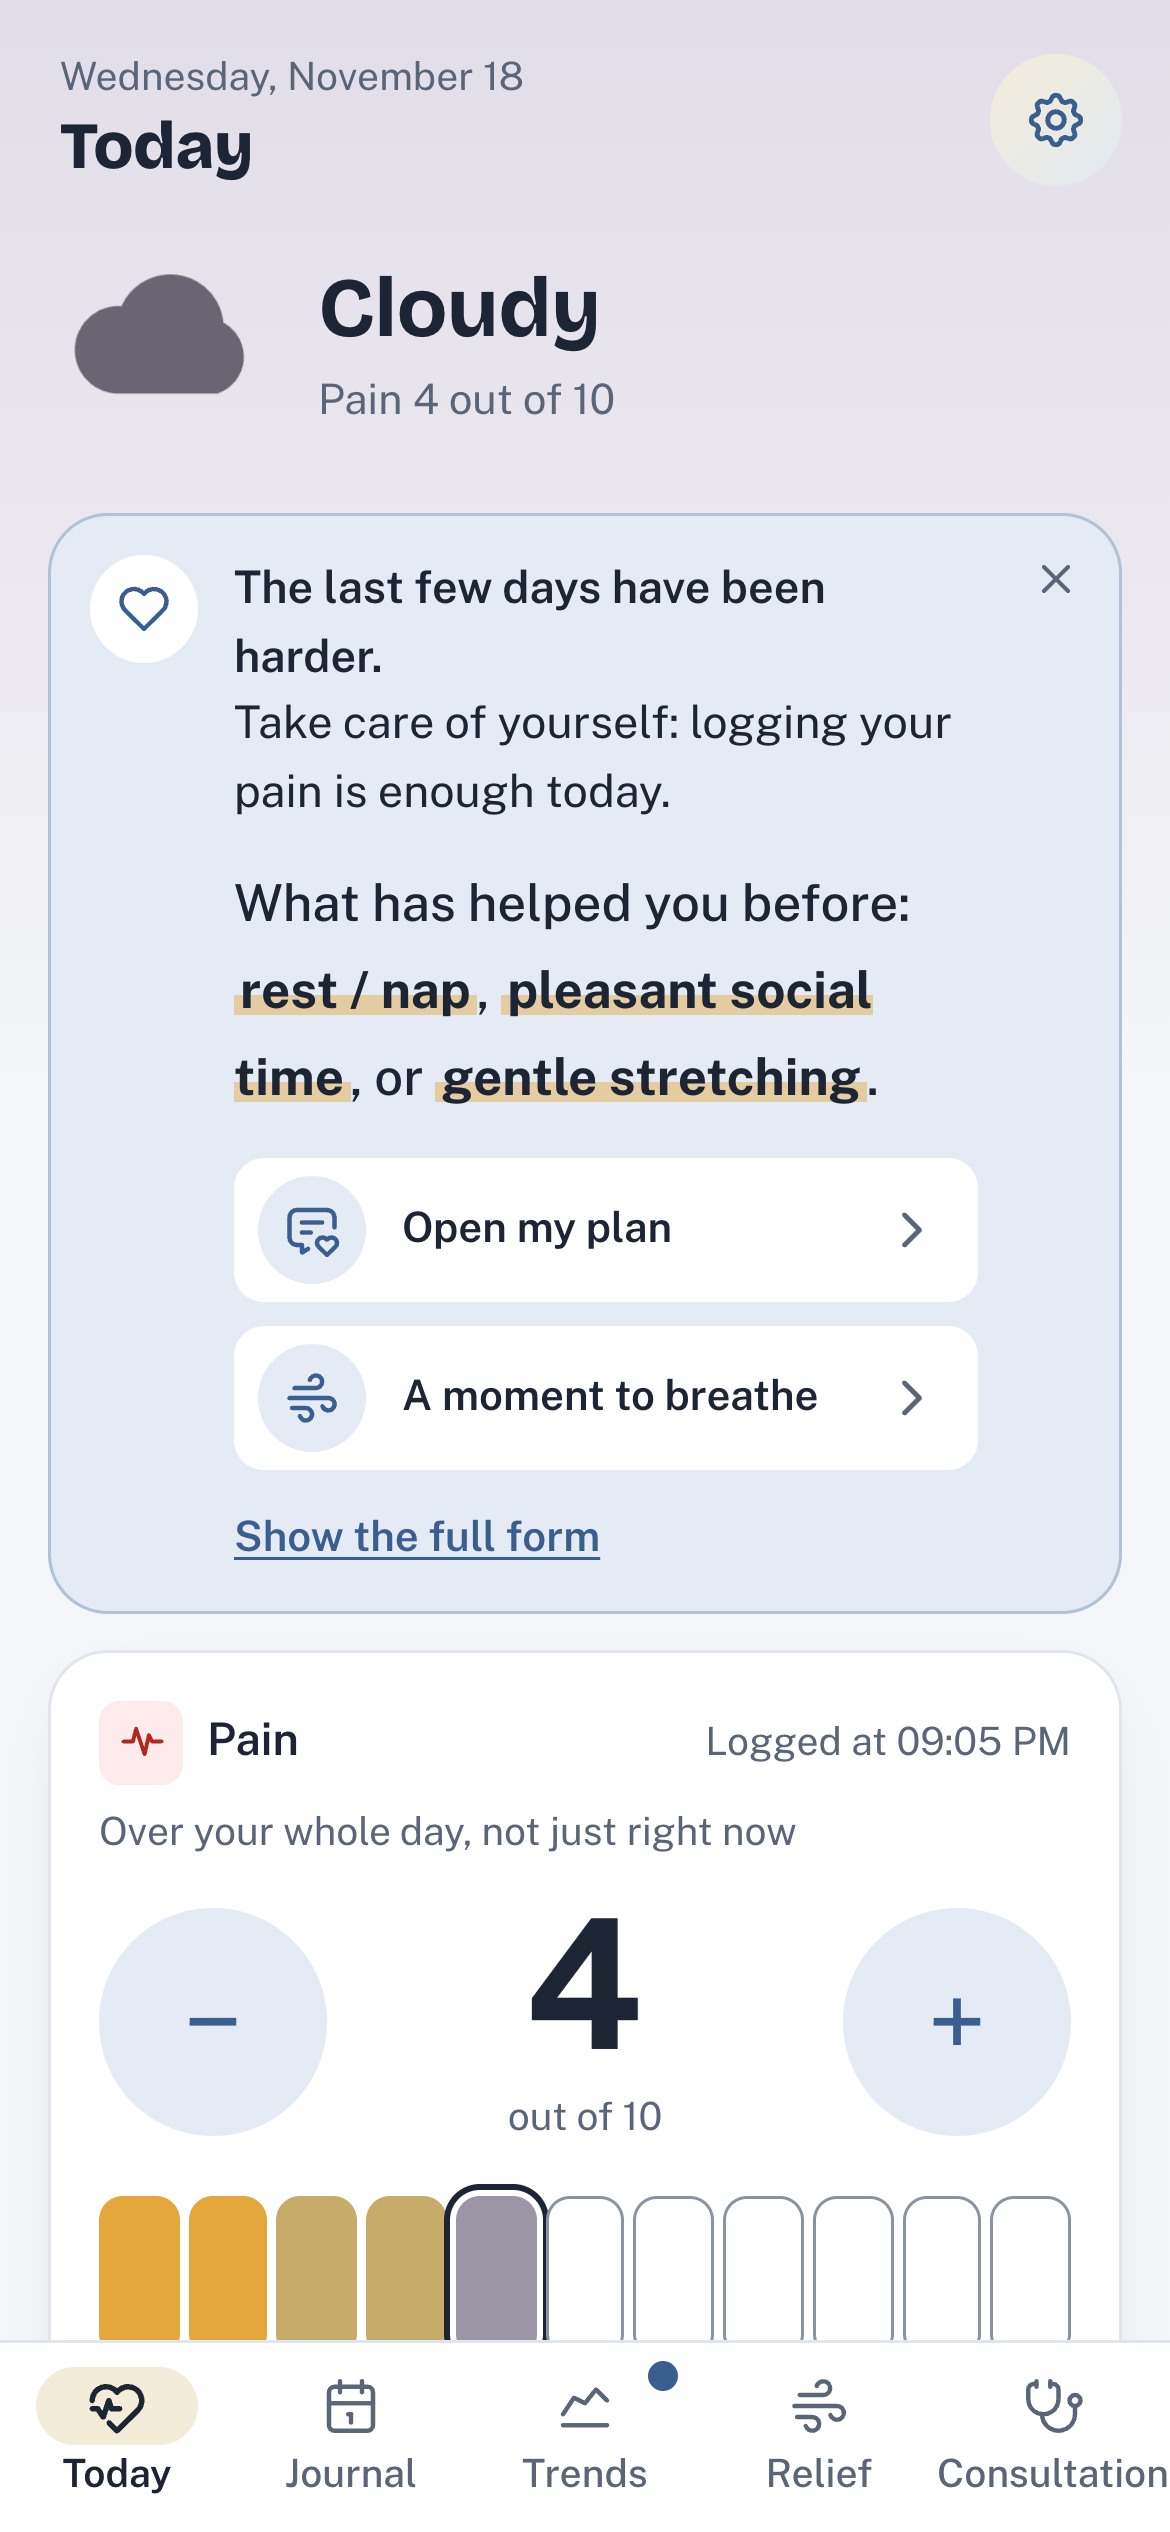 Wednesday, November 18
Today
Cloudy
Pain 4 out of 10
The last few days have been
harder.
Take care of yourself: logging your
pain is enough today.
What has helped you before:
rest / nap, pleasant social
time, or gentle stretching.
Open my plan
A moment to breathe
Show the full form
Pain
Logged at 09:05 PM
Over your whole day, not just right now
−
4
+
out of 10
Today
Journal
Trends
Relief
Consultation